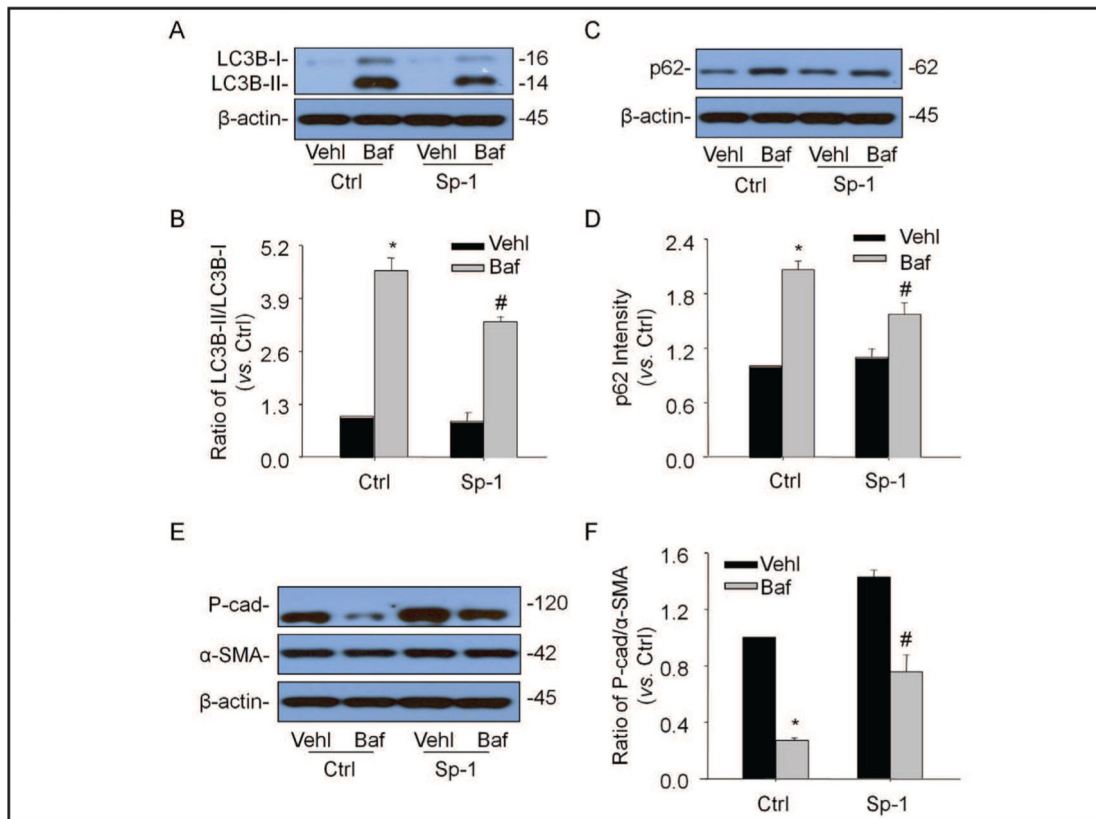 A
LC3B-I- -16
LC3B-II- -14
β-actin- -45
Vehl Baf Vehl Baf
Ctrl Sp-1
C
p62- -62
β-actin- -45
Vehl Baf Vehl Baf
Ctrl Sp-1
B
Ratio of LC3B-II/LC3B-I
(vs. Ctrl)
5.2
3.9
2.6
1.3
0.0
*
#
Vehl
Baf
Ctrl Sp-1
D
p62 Intensity
(vs. Ctrl)
2.4
1.8
1.2
0.6
0.0
*
#
Vehl
Baf
Ctrl Sp-1
E
P-cad- -120
α-SMA- -42
β-actin- -45
Vehl Baf Vehl Baf
Ctrl Sp-1
F
Ratio of P-cad/α-SMA
(vs. Ctrl)
1.6
1.2
0.8
0.4
0.0
Vehl
Baf
*
#
Ctrl Sp-1